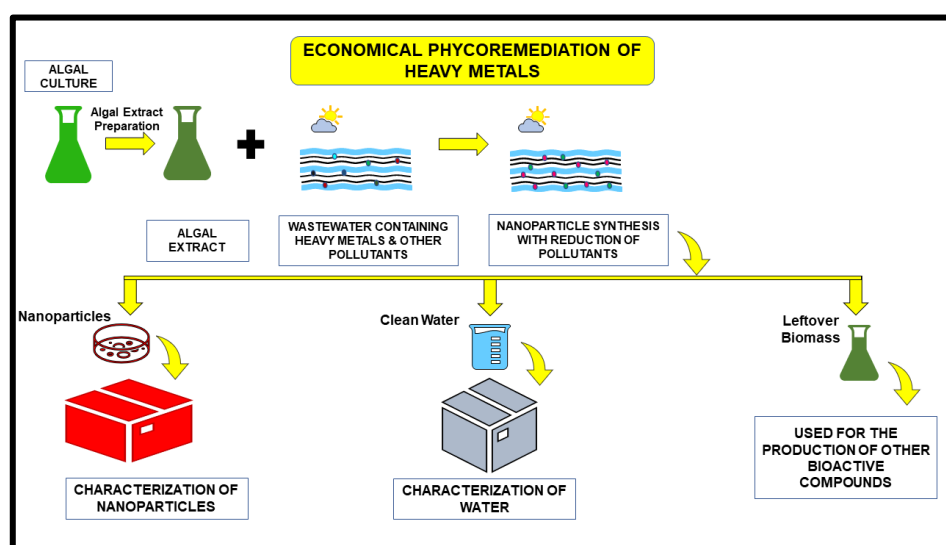 ECONOMICAL PHYCOREMEDIATION OF
HEAVY METALS
ALGAL
CULTURE
Algal Extract
Preparation
ALGAL
EXTRACT
WASTEWATER CONTAINING
HEAVY METALS & OTHER
POLLUTANTS
NANOPARTICLE SYNTHESIS
WITH REDUCTION OF
POLLUTANTS
Nanoparticles
Clean Water
Leftover
Biomass
CHARACTERIZATION OF
NANOPARTICLES
CHARACTERIZATION OF
WATER
USED FOR THE
PRODUCTION OF OTHER
BIOACTIVE
COMPOUNDS